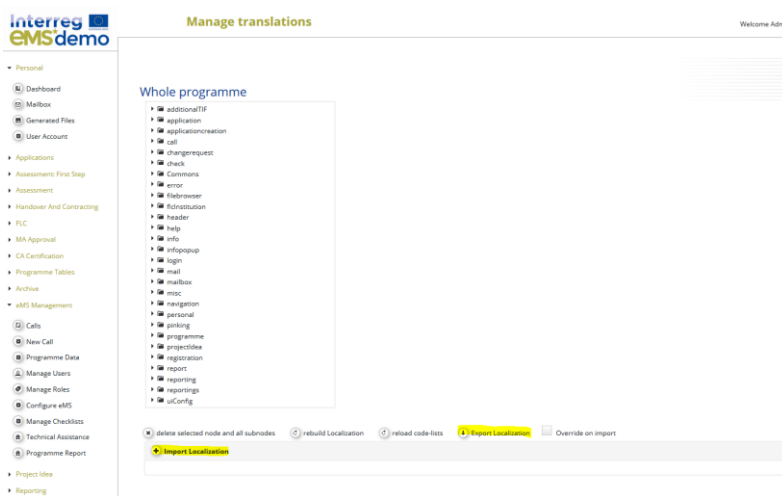 Interreg
eMS demo
Manage translations
Welcome Adm
Personal
Dashboard
Mailbox
Generated Files
User Account
Applications
Assessment: First Step
Assessment
Handover And Contracting
FLC
MA Approval
CA Certification
Programme Tables
Archive
eMS Management
Calls
New Call
Programme Data
Manage Users
Manage Roles
Configure eMS
Manage Checklists
Technical Assistance
Programme Report
Project Idea
Reporting
Whole programme
additionalTIF
application
applicationcreation
call
changerequest
check
Commons
error
filebrowser
flcInstitution
header
help
info
infopopup
login
mail
mailbox
misc
navigation
personal
pinking
programme
projectIdea
registration
report
reporting
reportings
uiConfig
delete selected node and all subnodes rebuild Localization reload code-lists Export Localization Override on import
Import Localization